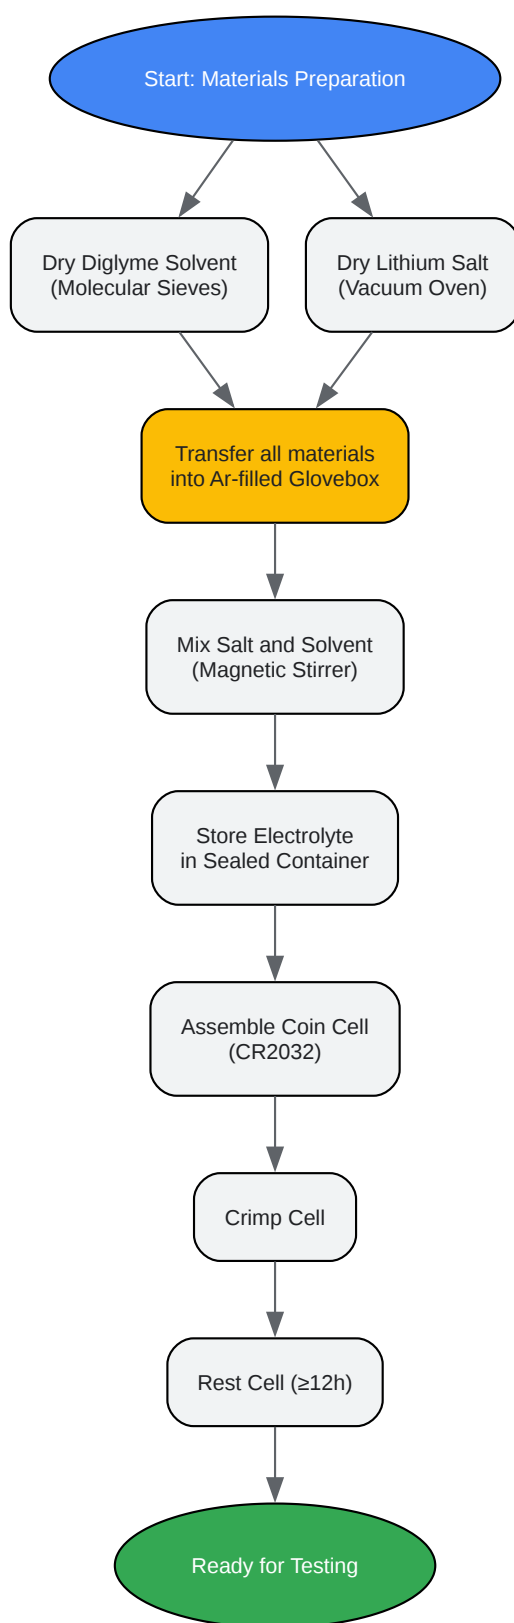 Start: Materials Preparation
Dry Diglyme Solvent
(Molecular Sieves)
Dry Lithium Salt
(Vacuum Oven)
Transfer all materials
into Ar-filled Glovebox
Mix Salt and Solvent
(Magnetic Stirrer)
Store Electrolyte
in Sealed Container
Assemble Coin Cell
(CR2032)
Crimp Cell
Rest Cell (≥12h)
Ready for Testing